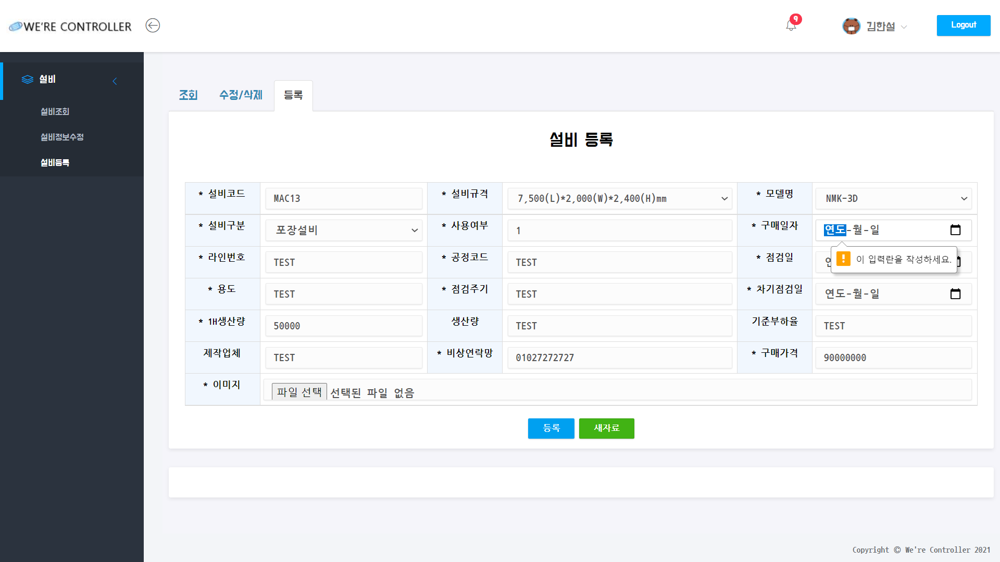 WE'RE CONTROLLER
9
김한설
Logout
설비
설비조회
설비정보수정
설비등록
조회 수정/삭제 등록
설비 등록
* 설비코드 MAC13 * 설비규격 7,500(L)*2,000(W)*2,400(H)mm * 모델명 NMK-3D
* 설비구분 포장설비 * 사용여부 1 * 구매일자 연도-월-일
* 라인번호 TEST * 공정코드 TEST * 점검일
이 입력란을 작성하세요.
* 용도 TEST * 점검주기 TEST * 차기점검일 연도-월-일
* 1H생산량 50000 생산량 TEST 기준부하율 TEST
제작업체 TEST * 비상연락망 01027272727 * 구매가격 90000000
* 이미지 파일 선택 선택된 파일 없음
등록 새자료
Copyright © We're Controller 2021